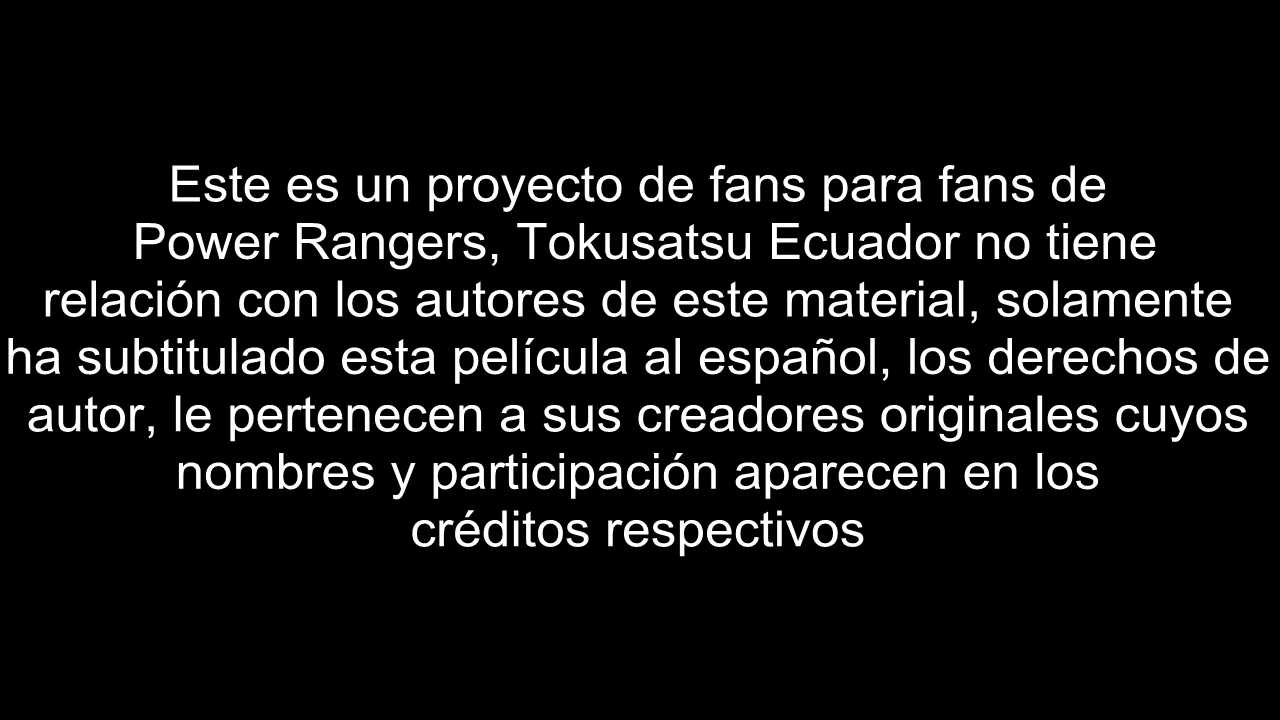 Este es un proyecto de fans para fans de
Power Rangers, Tokusatsu Ecuador no tiene
relación con los autores de este material, solamente
ha subtitulado esta película al español, los derechos de
autor, le pertenecen a sus creadores originales cuyos
nombres y participación aparecen en los
créditos respectivos